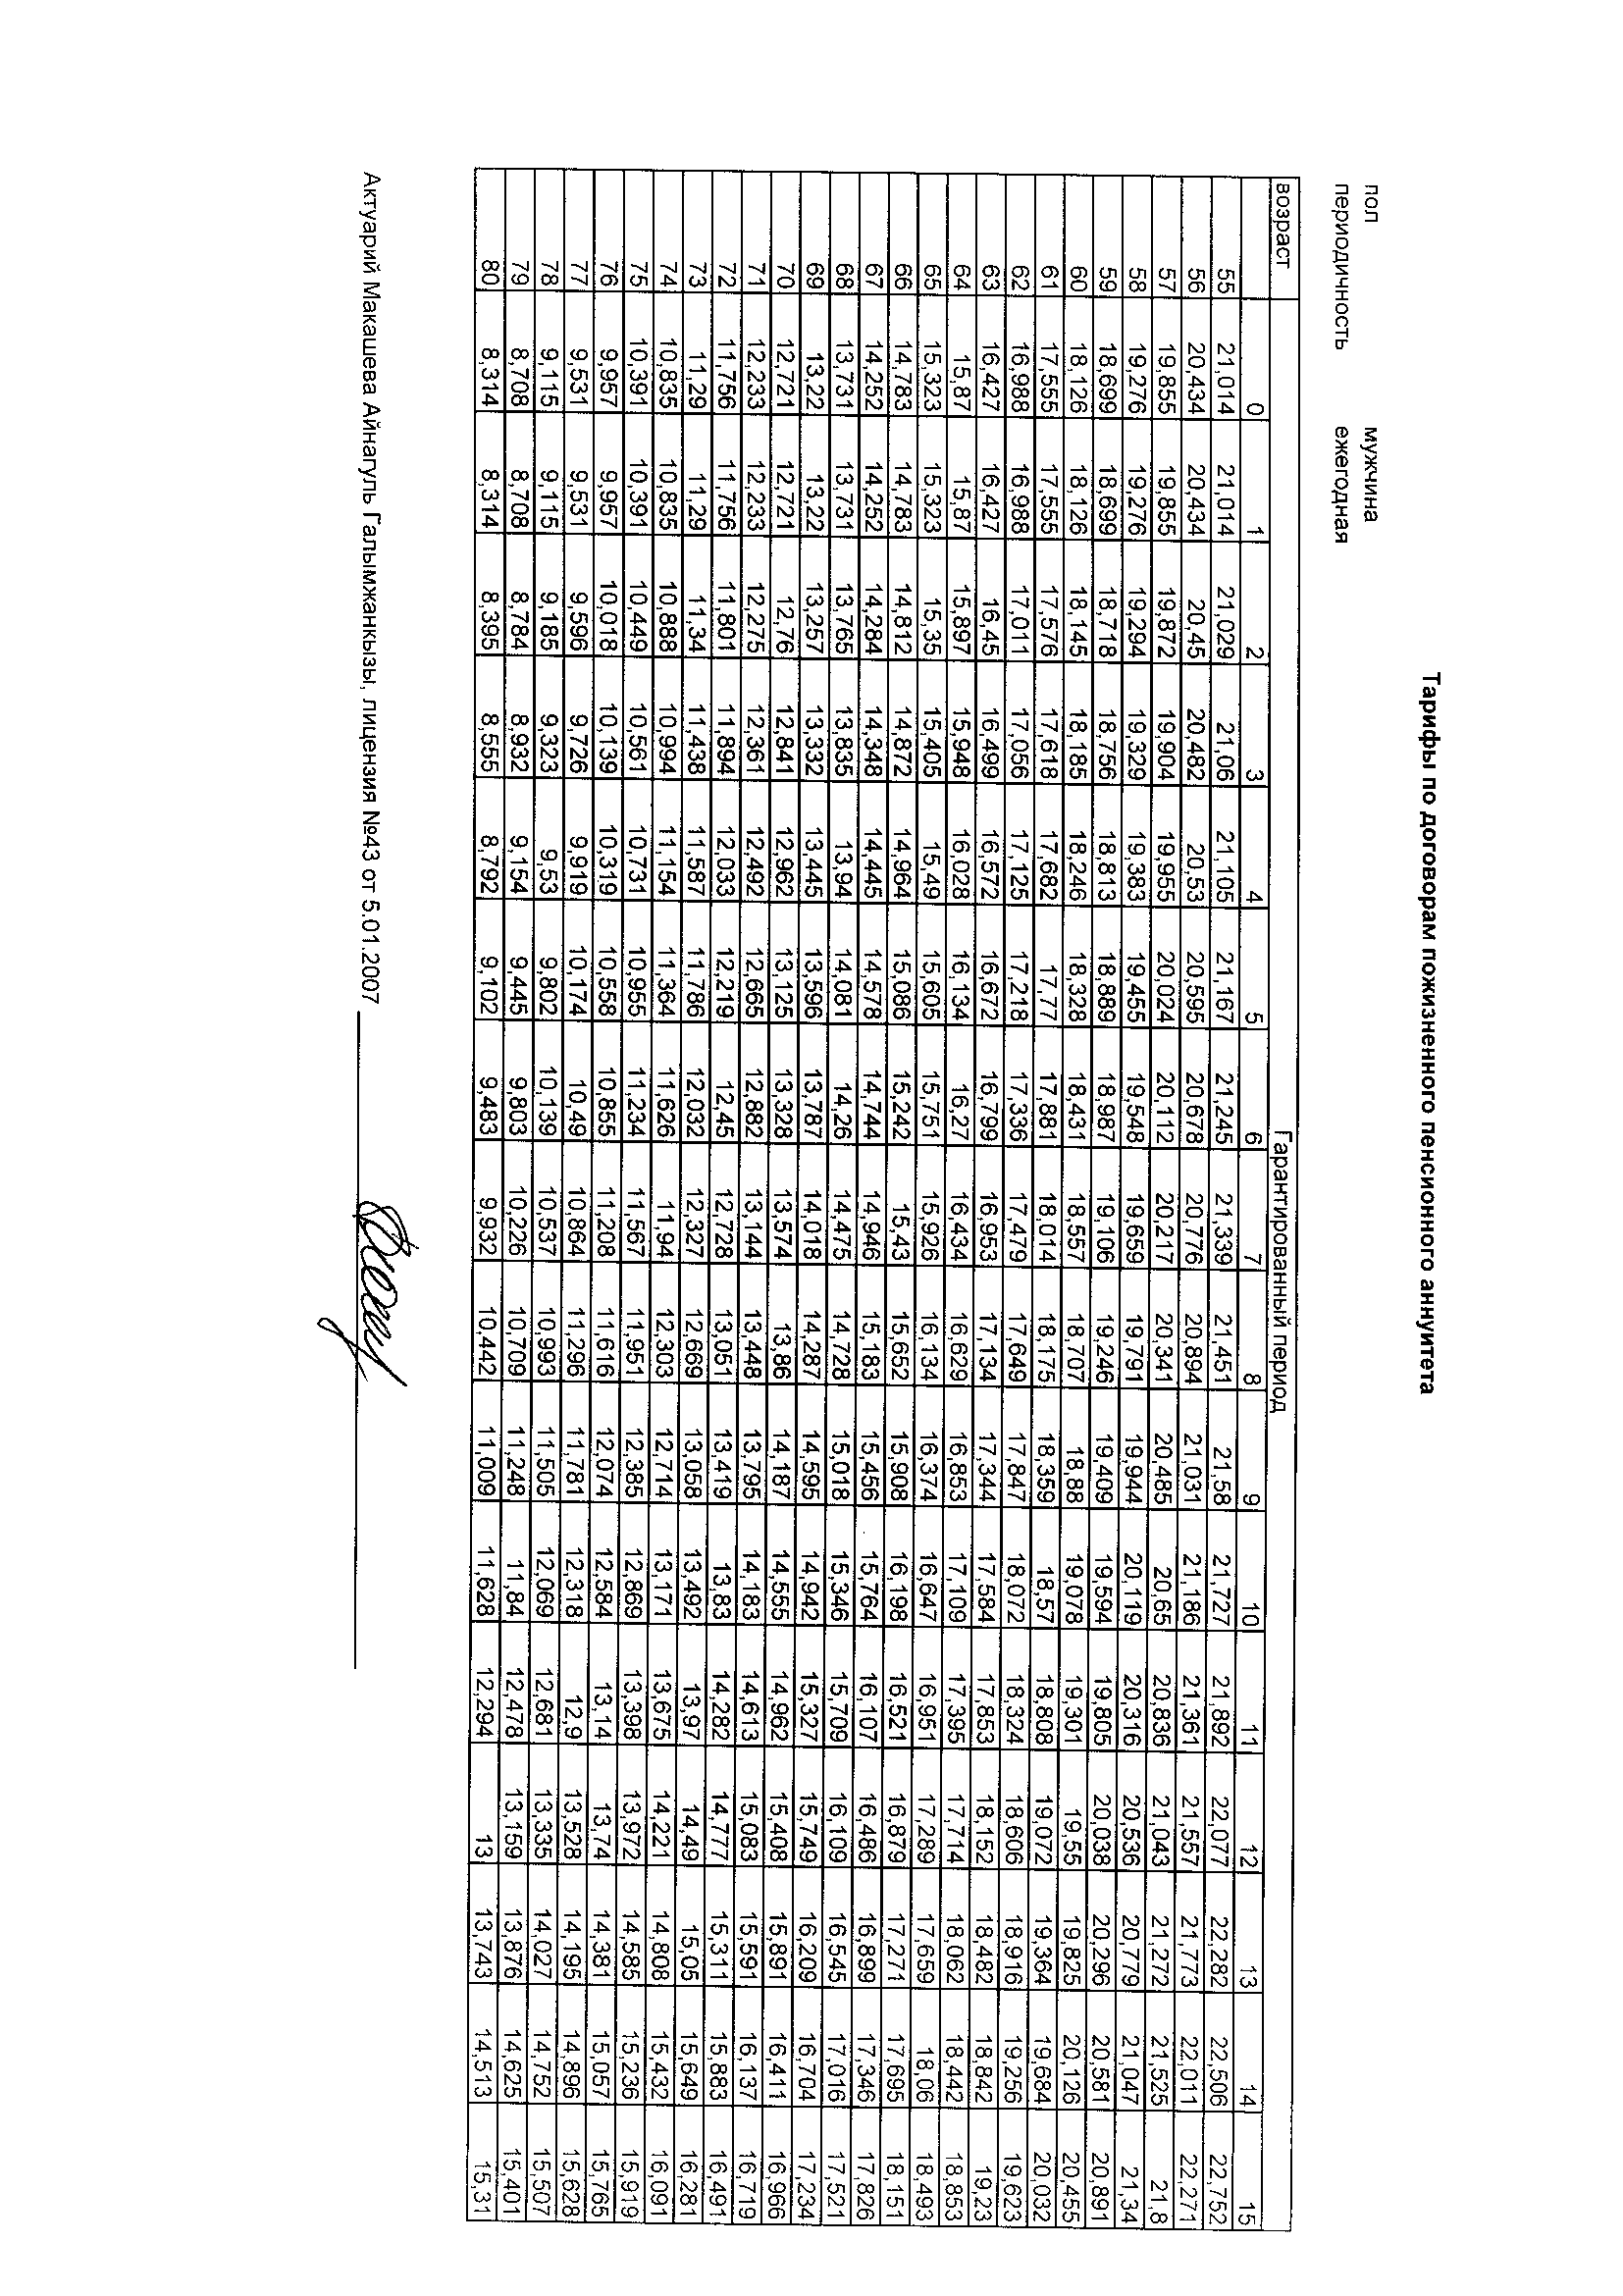 Тарифы по договорам пожизненного пенсионного аннуитета
пол мужчина
периодичность ежегодная
возраст Гарантированный период
0 1 2 3 4 5 6 7 8 9 10 11 12 13 14 15
55 21,014 21,014 21,029 21,06 21,105 21,167 21,245 21,339 21,451 21,58 21,727 21,892 22,077 22,282 22,506 22,752
56 20,434 20,434 20,45 20,482 20,53 20,595 20,678 20,776 20,894 21,031 21,186 21,361 21,557 21,773 22,011 22,271
57 19,855 19,855 19,872 19,904 19,955 20,024 20,112 20,217 20,341 20,485 20,65 20,836 21,043 21,272 21,525 21,8
58 19,276 19,276 19,294 19,329 19,383 19,455 19,548 19,659 19,791 19,944 20,119 20,316 20,536 20,779 21,047 21,34
59 18,699 18,699 18,718 18,756 18,813 18,889 18,987 19,106 19,246 19,409 19,594 19,805 20,038 20,296 20,581 20,891
60 18,126 18,126 18,145 18,185 18,246 18,328 18,431 18,557 18,707 18,88 19,078 19,301 19,55 19,825 20,126 20,455
61 17,555 17,555 17,576 17,618 17,682 17,77 17,881 18,014 18,175 18,359 18,57 18,808 19,072 19,364 19,684 20,032
62 16,988 16,988 17,011 17,056 17,125 17,218 17,336 17,479 17,649 17,847 18,072 18,324 18,606 18,916 19,256 19,623
63 16,427 16,427 16,45 16,499 16,572 16,672 16,799 16,953 17,134 17,344 17,584 17,853 18,152 18,482 18,842 19,23
64 15,87 15,87 15,897 15,948 16,028 16,134 16,27 16,434 16,629 16,853 17,109 17,395 17,714 18,062 18,442 18,853
65 15,323 15,323 15,35 15,405 15,49 15,605 15,751 15,926 16,134 16,374 16,647 16,951 17,289 17,659 18,06 18,493
66 14,783 14,783 14,812 14,872 14,964 15,086 15,242 15,43 15,652 15,908 16,198 16,521 16,879 17,271 17,695 18,151
67 14,252 14,252 14,284 14,348 14,445 14,578 14,744 14,946 15,183 15,456 15,764 16,107 16,486 16,899 17,346 17,826
68 13,731 13,731 13,765 13,835 13,94 14,081 14,26 14,475 14,728 15,018 15,346 15,709 16,109 16,545 17,016 17,521
69 13,22 13,22 13,257 13,332 13,445 13,596 13,787 14,018 14,287 14,595 14,942 15,327 15,749 16,209 16,704 17,234
70 12,721 12,721 12,76 12,841 12,962 13,125 13,328 13,574 13,86 14,187 14,555 14,962 15,408 15,891 16,411 16,966
71 12,233 12,233 12,275 12,361 12,492 12,665 12,882 13,144 13,448 13,795 14,183 14,613 15,083 15,591 16,137 16,719
72 11,756 11,756 11,801 11,894 12,033 12,219 12,45 12,728 13,051 13,419 13,83 14,282 14,777 15,311 15,883 16,491
73 11,29 11,29 11,34 11,438 11,587 11,786 12,032 12,327 12,669 13,058 13,492 13,97 14,49 15,05 15,649 16,281
74 10,835 10,835 10,888 10,994 11,154 11,364 11,626 11,94 12,303 12,714 13,171 13,675 14,221 14,808 15,432 16,091
75 10,391 10,391 10,449 10,561 10,731 10,955 11,234 11,567 11,951 12,385 12,869 13,398 13,972 14,585 15,236 15,919
76 9,957 9,957 10,018 10,139 10,319 10,558 10,855 11,208 11,616 12,074 12,584 13,14 13,74 14,381 15,057 15,765
77 9,531 9,531 9,596 9,726 9,919 10,174 10,49 10,864 11,296 11,781 12,318 12,9 13,528 14,195 14,896 15,628
78 9,115 9,115 9,185 9,323 9,53 9,802 10,139 10,537 10,993 11,505 12,069 12,681 13,335 14,027 14,752 15,507
79 8,708 8,708 8,784 8,932 9,154 9,445 9,803 10,226 10,709 11,248 11,84 12,478 13,159 13,876 14,625 15,401
80 8,314 8,314 8,395 8,555 8,792 9,102 9,483 9,932 10,442 11,009 11,628 12,294 13 13,743 14,513 15,31
Актуарий Макашева Айнагуль Галымжанкызы, лицензия №43 от 5.01.2007